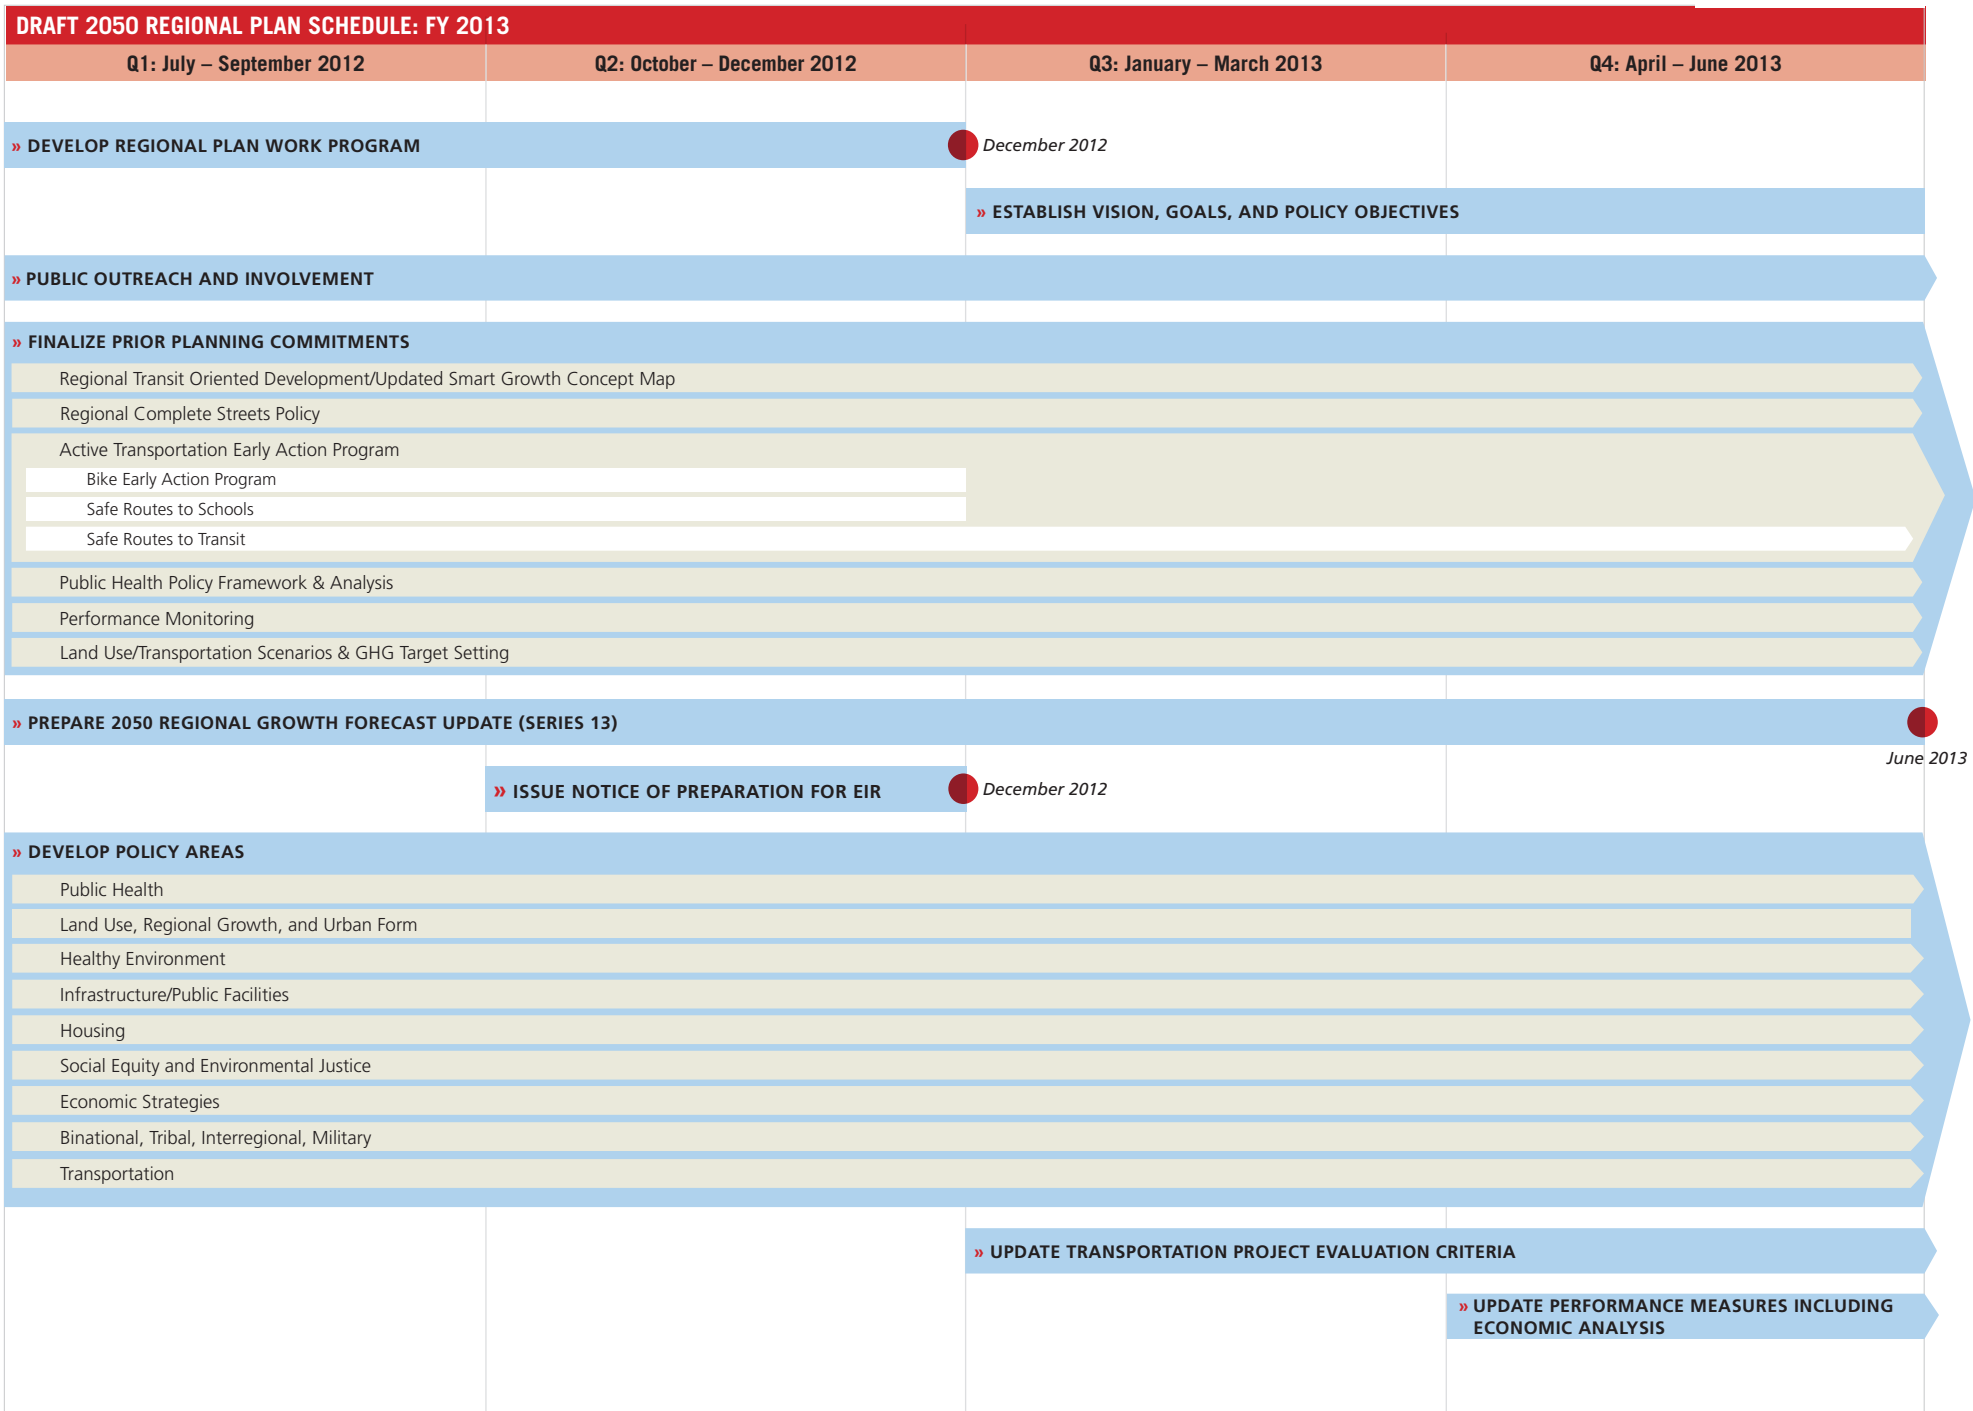 DRAFT 2050 REGIONAL PLAN SCHEDULE: FY 2013
Q1: July – September 2012
Q2: October – December 2012
Q3: January – March 2013
Q4: April – June 2013
» DEVELOP REGIONAL PLAN WORK PROGRAM
December 2012
» ESTABLISH VISION, GOALS, AND POLICY OBJECTIVES
» PUBLIC OUTREACH AND INVOLVEMENT
» FINALIZE PRIOR PLANNING COMMITMENTS
Regional Transit Oriented Development/Updated Smart Growth Concept Map
Regional Complete Streets Policy
Active Transportation Early Action Program
Bike Early Action Program
Safe Routes to Schools
Safe Routes to Transit
Public Health Policy Framework & Analysis
Performance Monitoring
Land Use/Transportation Scenarios & GHG Target Setting
» PREPARE 2050 REGIONAL GROWTH FORECAST UPDATE (SERIES 13)
June 2013
» ISSUE NOTICE OF PREPARATION FOR EIR
December 2012
» DEVELOP POLICY AREAS
Public Health
Land Use, Regional Growth, and Urban Form
Healthy Environment
Infrastructure/Public Facilities
Housing
Social Equity and Environmental Justice
Economic Strategies
Binational, Tribal, Interregional, Military
Transportation
» UPDATE TRANSPORTATION PROJECT EVALUATION CRITERIA
» UPDATE PERFORMANCE MEASURES INCLUDING
ECONOMIC ANALYSIS